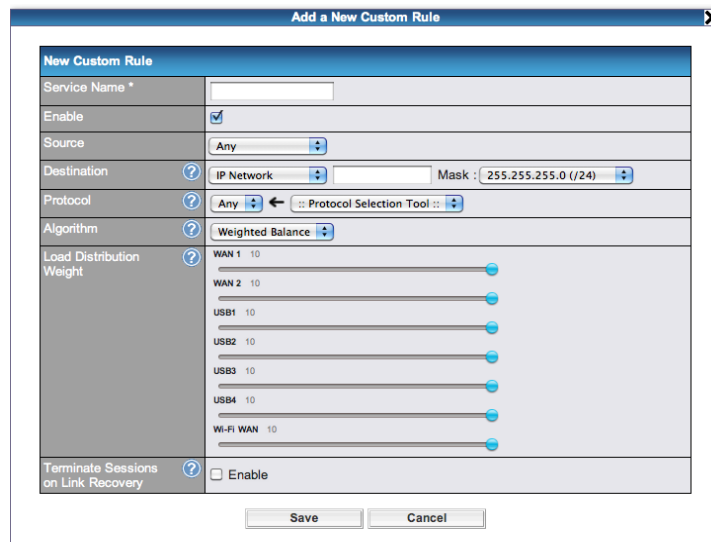 Add a New Custom Rule
New Custom Rule
Service Name *
Enable
Source
Any
Destination
?
IP Network
Mask :
255.255.255.0 (/24)
Protocol
?
Any
:: Protocol Selection Tool ::
Algorithm
?
Weighted Balance
Load Distribution
Weight
?
WAN 1 10
WAN 2 10
USB1 10
USB2 10
USB3 10
USB4 10
Wi-Fi WAN 10
Terminate Sessions
on Link Recovery
?
Enable
Save
Cancel